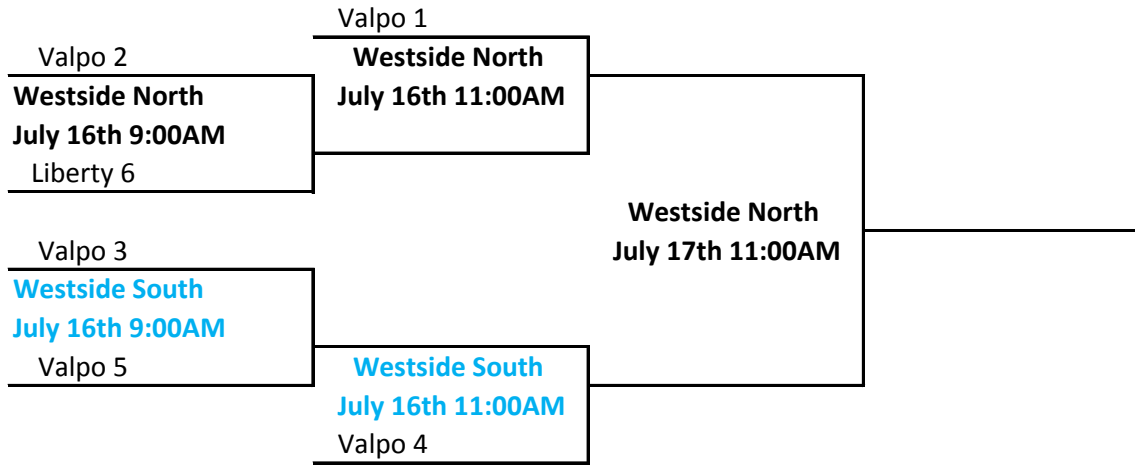 Valpo 1
Valpo 2
Westside North
July 16th 11:00AM
Westside North
July 16th 9:00AM
Liberty 6
Westside North
July 17th 11:00AM
Valpo 3
Westside South
July 16th 9:00AM
Valpo 5
Westside South
July 16th 11:00AM
Valpo 4